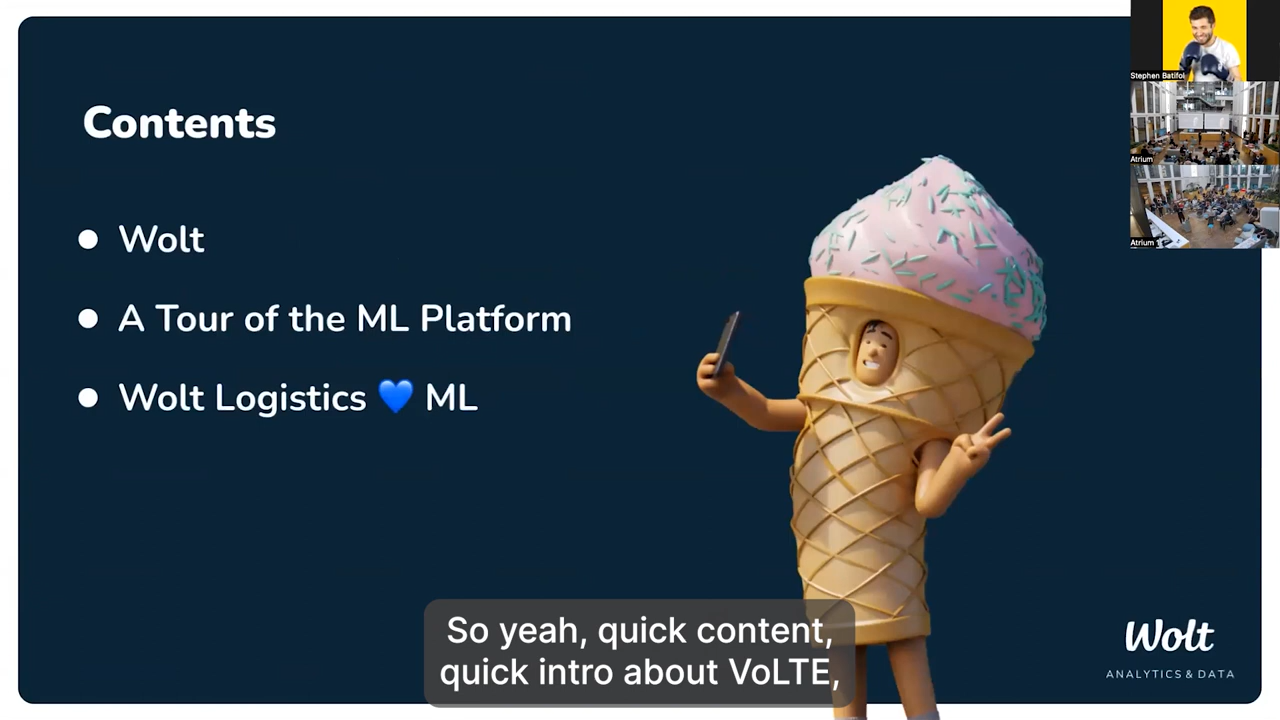 Contents
Wolt
A Tour of the ML Platform
Wolt Logistics 💙 ML
Stephen Batifol
Atrium
Atrium 1
Wolt
ANALYTICS & DATA
So yeah, quick content,
quick intro about VoLTE,